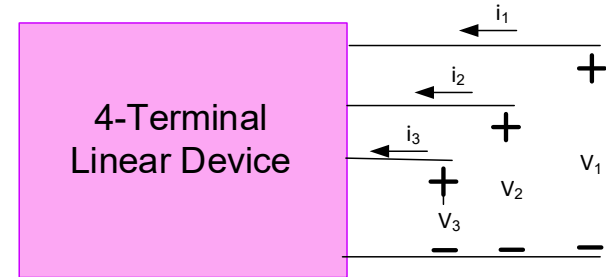 i₁
i₂
i₃
4-Terminal
Linear Device
+
+
+
V₁
V₂
V₃
− − −